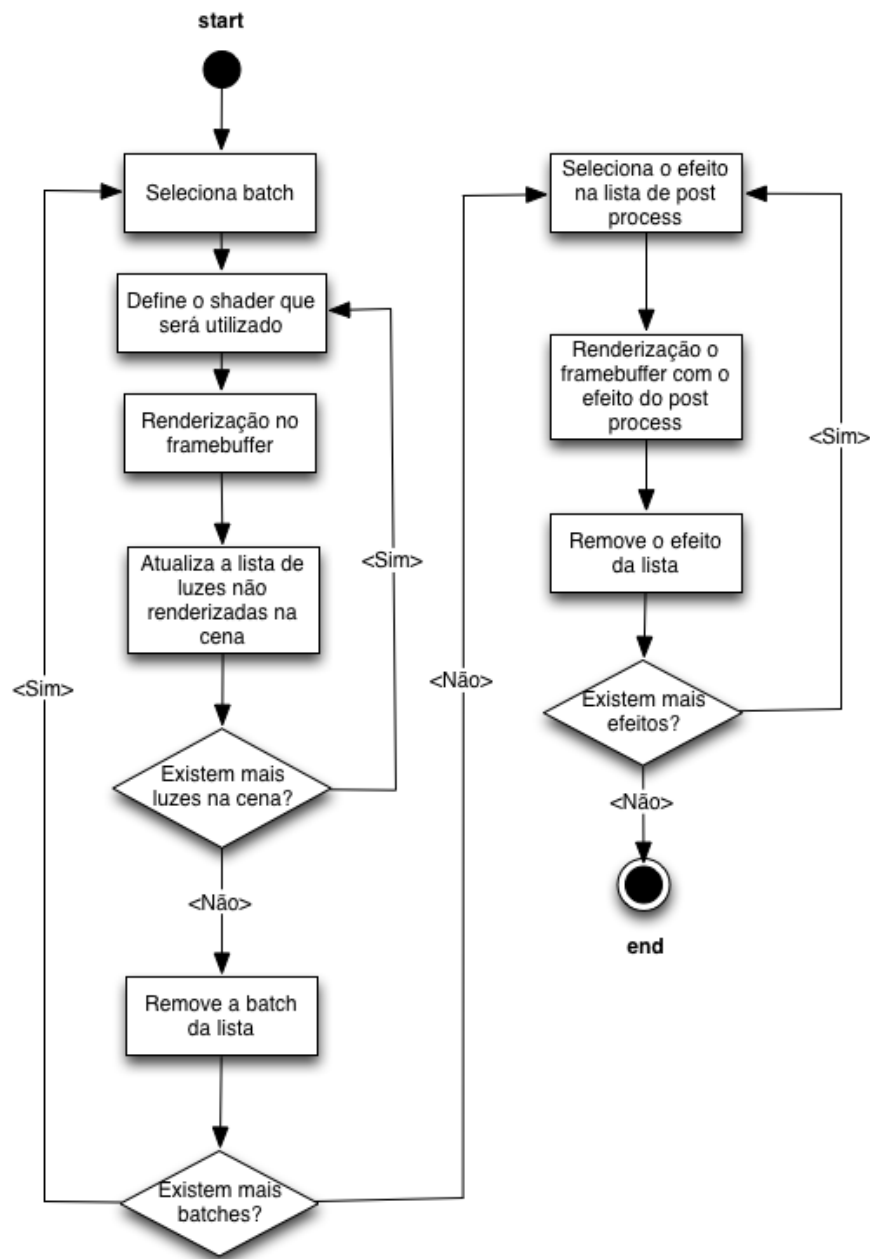 start
Seleciona batch
Define o shader que
será utilizado
Renderização no
framebuffer
Atualiza a lista de
luzes não
renderizadas na
cena
<Sim>
<Sim>
Existem mais
luzes na cena?
<Não>
Remove a batch
da lista
Existem mais
batches?
<Não>
Seleciona o efeito
na lista de post
process
Renderização o
framebuffer com o
efeito do post
process
<Sim>
Remove o efeito
da lista
Existem mais
efeitos?
<Não>
end